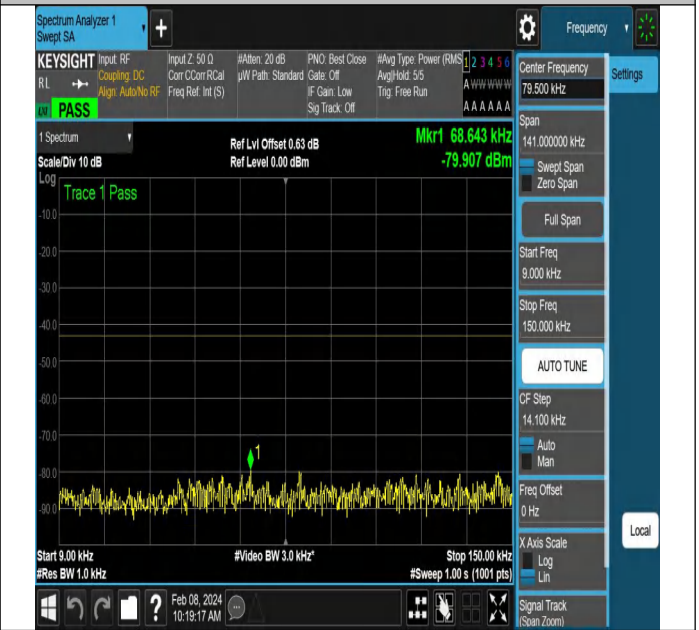 Spectrum Analyzer 1
Swept SA
+
Frequency
KEYSIGHT
RL
PASS
Input: RF
Coupling: DC
Align: Auto/No RF
Input Z: 50 Ω
Corr CCorr RCal
Freq Ref: Int (S)
#Atten: 20 dB
µW Path: Standard
PNO: Best Close
Gate: Off
IF Gain: Low
Sig Track: Off
#Avg Type: Power (RMS
Avg|Hold: 5/5
Trig: Free Run
1 2 3 4 5 6
A W W W W W
A A A A A A
1 Spectrum
Scale/Div 10 dB
Log
Ref Lvl Offset 0.63 dB
Ref Level 0.00 dBm
Mkr1 68.643 kHz
-79.907 dBm
Trace 1 Pass
-10.0
-20.0
-30.0
-40.0
-50.0
-60.0
-70.0
-80.0
-90.0
1
Start 9.00 kHz
#Res BW 1.0 kHz
#Video BW 3.0 kHz*
Stop 150.00 kHz
#Sweep 1.00 s (1001 pts)
?
Feb 08, 2024
10:19:17 AM
Center Frequency
79.500 kHz
Span
141.000000 kHz
Swept Span
Zero Span
Full Span
Start Freq
9.000 kHz
Stop Freq
150.000 kHz
AUTO TUNE
CF Step
14.100 kHz
Auto
Man
Freq Offset
0 Hz
X Axis Scale
Log
Lin
Signal Track
(Span Zoom)
Settings
Local